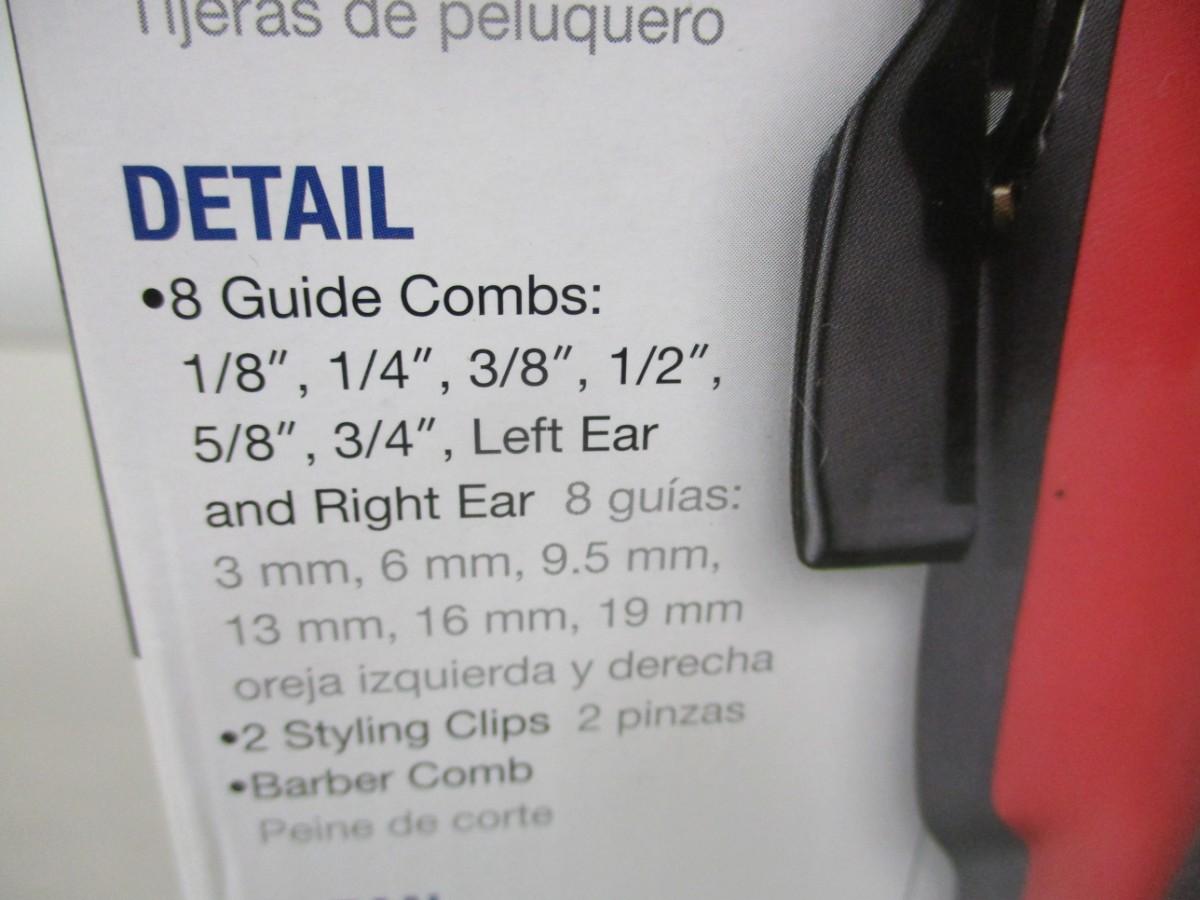 Tijeras de peluquero
DETAIL
•8 Guide Combs:
1/8″, 1/4″, 3/8″, 1/2″,
5/8″, 3/4″, Left Ear
and Right Ear 8 guías:
3 mm, 6 mm, 9.5 mm,
13 mm, 16 mm, 19 mm
oreja izquierda y derecha
•2 Styling Clips 2 pinzas
•Barber Comb
Peine de corte